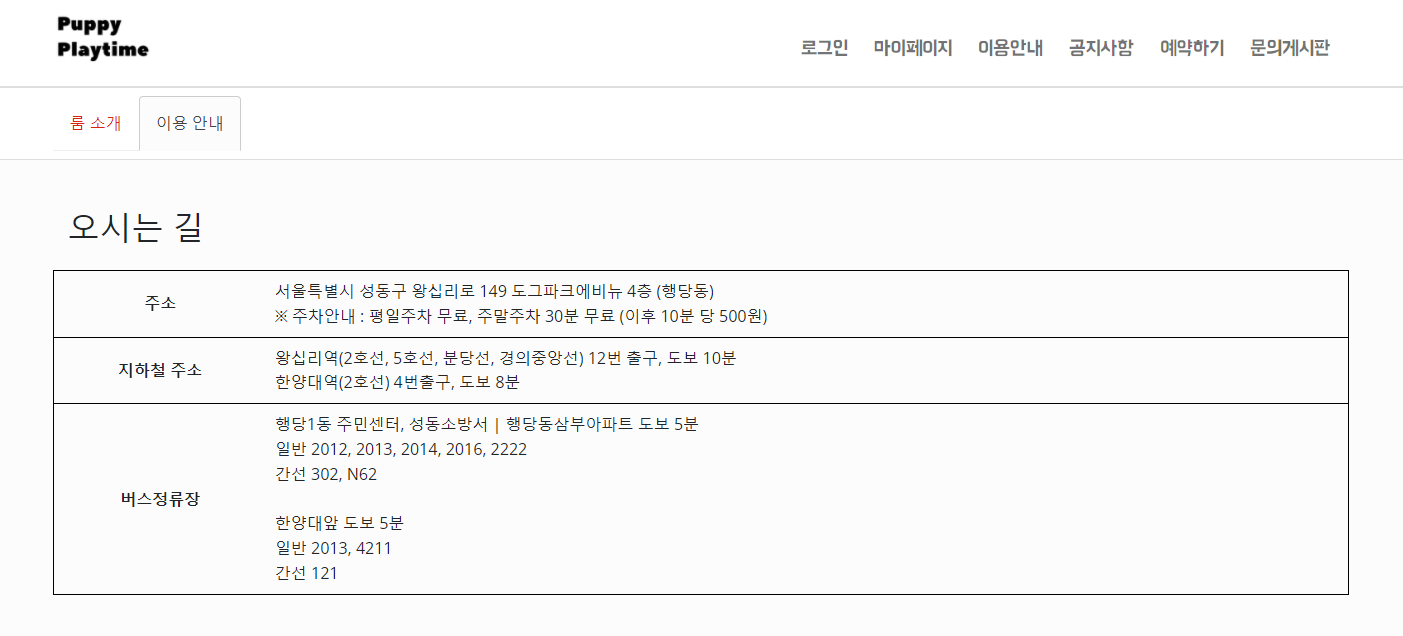 Puppy
Playtime
로그인 마이페이지 이용안내 공지사항 예약하기 문의게시판
룸 소개 이용 안내
오시는 길
주소
서울특별시 성동구 왕십리로 149 도그파크에비뉴 4층 (행당동)
※ 주차안내 : 평일주차 무료, 주말주차 30분 무료 (이후 10분 당 500원)
지하철 주소
왕십리역(2호선, 5호선, 분당선, 경의중앙선) 12번 출구, 도보 10분
한양대역(2호선) 4번출구, 도보 8분
버스정류장
행당1동 주민센터, 성동소방서 | 행당동삼부아파트 도보 5분
일반 2012, 2013, 2014, 2016, 2222
간선 302, N62
한양대앞 도보 5분
일반 2013, 4211
간선 121